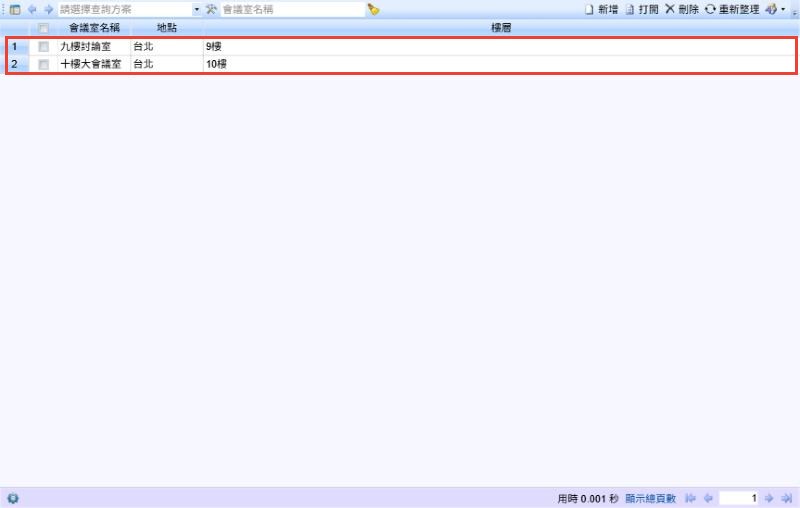 請選擇查詢方案 會議室名稱 新增 打開 刪除 重新整理
會議室名稱 地點 樓層
1 九樓討論室 台北 9樓
2 十樓大會議室 台北 10樓
用時 0.001 秒 顯示總頁數 1